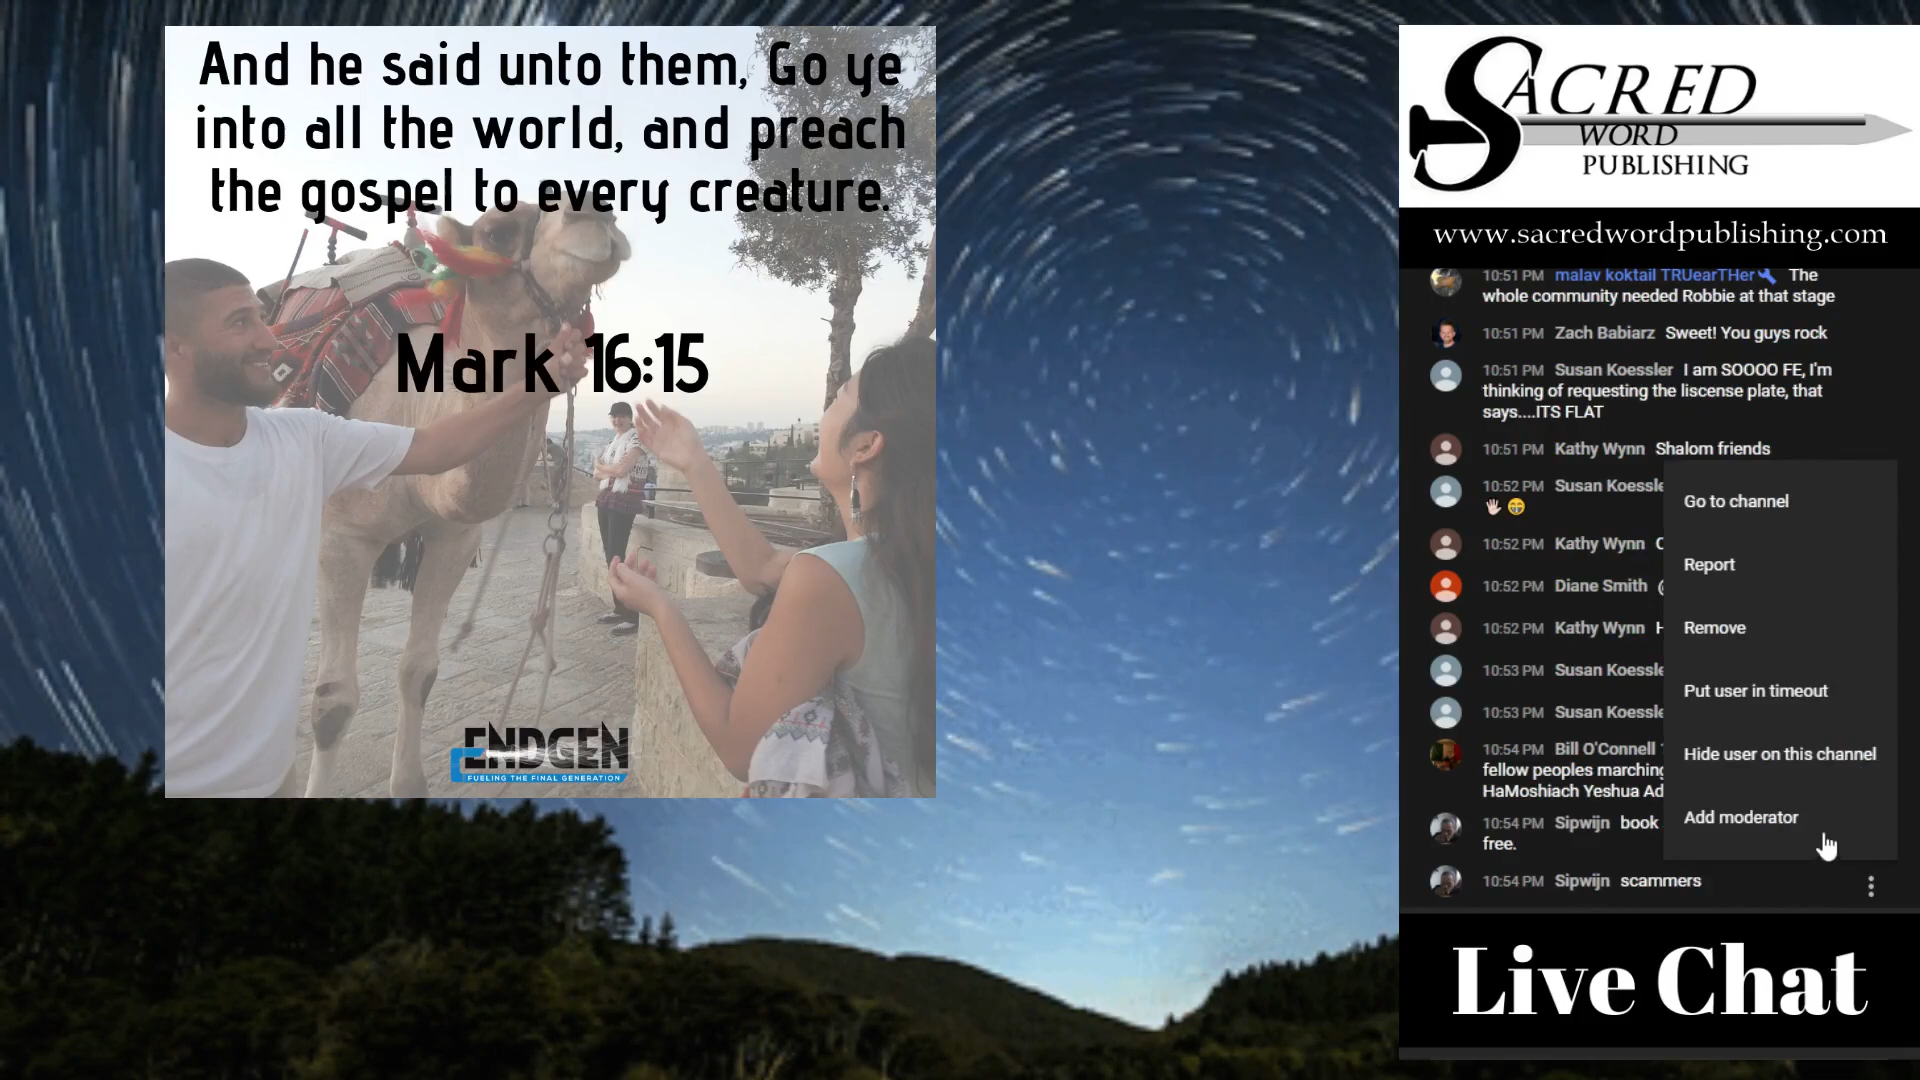 And he said unto them, Go ye
into all the world, and preach
the gospel to every creature.
Mark 16:15
ENDGEN
FUELING THE FINAL GENERATION
SACRED
WORD
PUBLISHING
www.sacredwordpublishing.com
10:51 PM malav koktail TRUearTHer The
whole community needed Robbie at that stage
10:51 PM Zach Babiarz Sweet! You guys rock
10:51 PM Susan Koessler I am SOOOO FE, I'm
thinking of requesting the liscense plate, that
says....ITS FLAT
10:51 PM Kathy Wynn Shalom friends
10:52 PM Susan Koessle
🖐🏻 😁
10:52 PM Kathy Wynn
10:52 PM Diane Smith
10:52 PM Kathy Wynn
10:53 PM Susan Koessle
10:53 PM Susan Koessle
10:54 PM Bill O'Connell
fellow peoples marching
HaMoshiach Yeshua Ad
10:54 PM Sipwijn book
free.
10:54 PM Sipwijn scammers
Go to channel
Report
Remove
Put user in timeout
Hide user on this channel
Add moderator
Live Chat